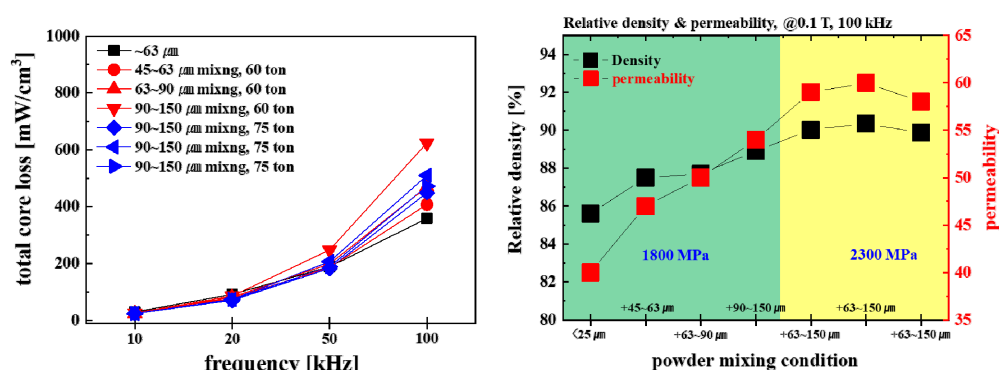 total core loss [mW/cm³]
1000
800
600
400
200
0
~63 ㎛
45~63 ㎛ mixng, 60 ton
63~90 ㎛ mixng, 60 ton
90~150 ㎛ mixng, 60 ton
90~150 ㎛ mixng, 75 ton
90~150 ㎛ mixng, 75 ton
90~150 ㎛ mixng, 75 ton
10 20 50 100
frequency [kHz]
Relative density & permeability, @0.1 T, 100 kHz
Relative density [%]
94
92
90
88
86
84
82
80
Density
permeability
1800 MPa
2300 MPa
65
60
55
50
45
40
35
permeability
<25㎛
+45~63 ㎛
+63~90 ㎛
+90~150 ㎛
+63~150 ㎛
+63~150 ㎛
+63~150 ㎛
powder mixing condition